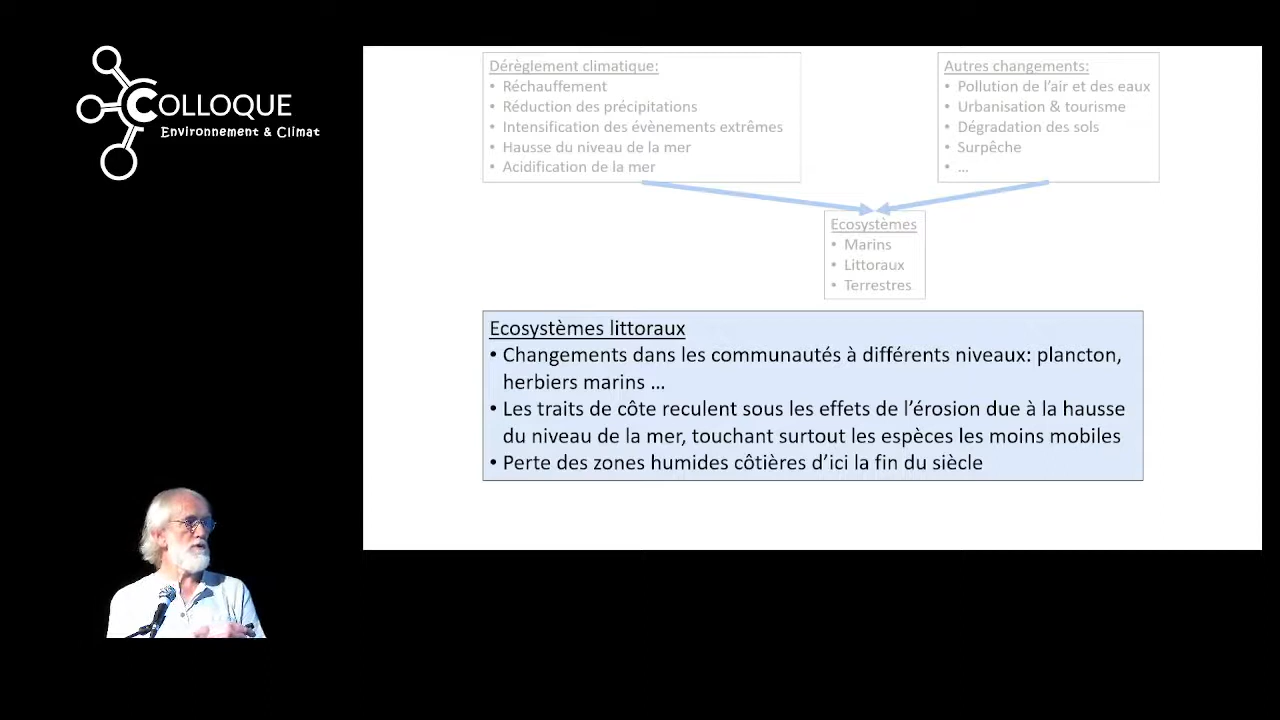 COLLOQUE
Environnement & Climat
Dérèglement climatique:
• Réchauffement
• Réduction des précipitations
• Intensification des évènements extrêmes
• Hausse du niveau de la mer
• Acidification de la mer
Autres changements:
• Pollution de l'air et des eaux
• Urbanisation & tourisme
• Dégradation des sols
• Surpêche
• ...
Ecosystèmes
• Marins
• Littoraux
• Terrestres
Ecosystèmes littoraux
• Changements dans les communautés à différents niveaux: plancton,
herbiers marins ...
• Les traits de côte reculent sous les effets de l'érosion due à la hausse
du niveau de la mer, touchant surtout les espèces les moins mobiles
• Perte des zones humides côtières d'ici la fin du siècle